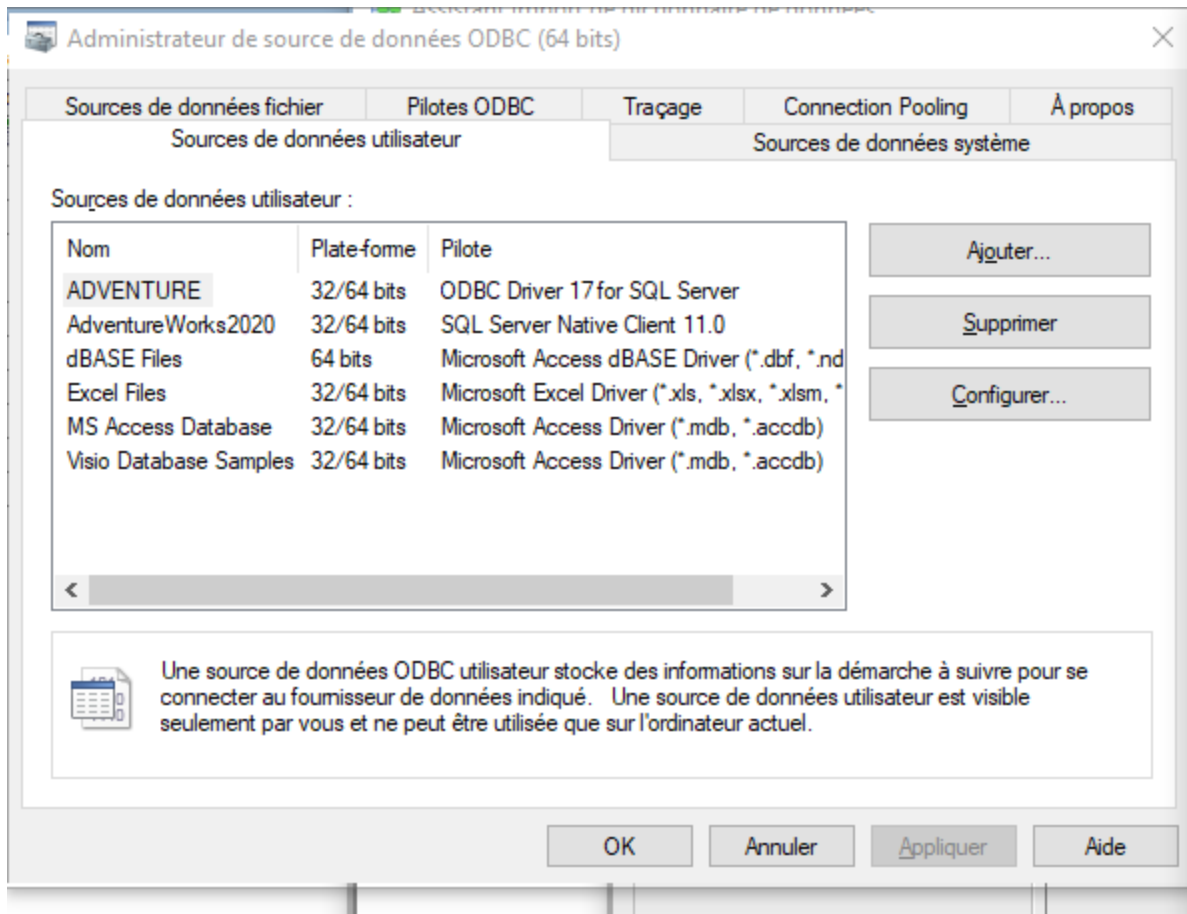 Assistant import de dictionnaire de données
Administrateur de source de données ODBC (64 bits)
Sources de données fichier Pilotes ODBC Traçage Connection Pooling À propos
Sources de données utilisateur Sources de données système
Sources de données utilisateur :
Nom Plate-forme Pilote
ADVENTURE 32/64 bits ODBC Driver 17 for SQL Server
AdventureWorks2020 32/64 bits SQL Server Native Client 11.0
dBASE Files 64 bits Microsoft Access dBASE Driver (*.dbf, *.nd
Excel Files 32/64 bits Microsoft Excel Driver (*.xls, *.xlsx, *.xlsm, *
MS Access Database 32/64 bits Microsoft Access Driver (*.mdb, *.accdb)
Visio Database Samples 32/64 bits Microsoft Access Driver (*.mdb, *.accdb)
Ajouter...
Supprimer
Configurer...
Une source de données ODBC utilisateur stocke des informations sur la démarche à suivre pour se
connecter au fournisseur de données indiqué. Une source de données utilisateur est visible
seulement par vous et ne peut être utilisée que sur l'ordinateur actuel.
OK Annuler Appliquer Aide